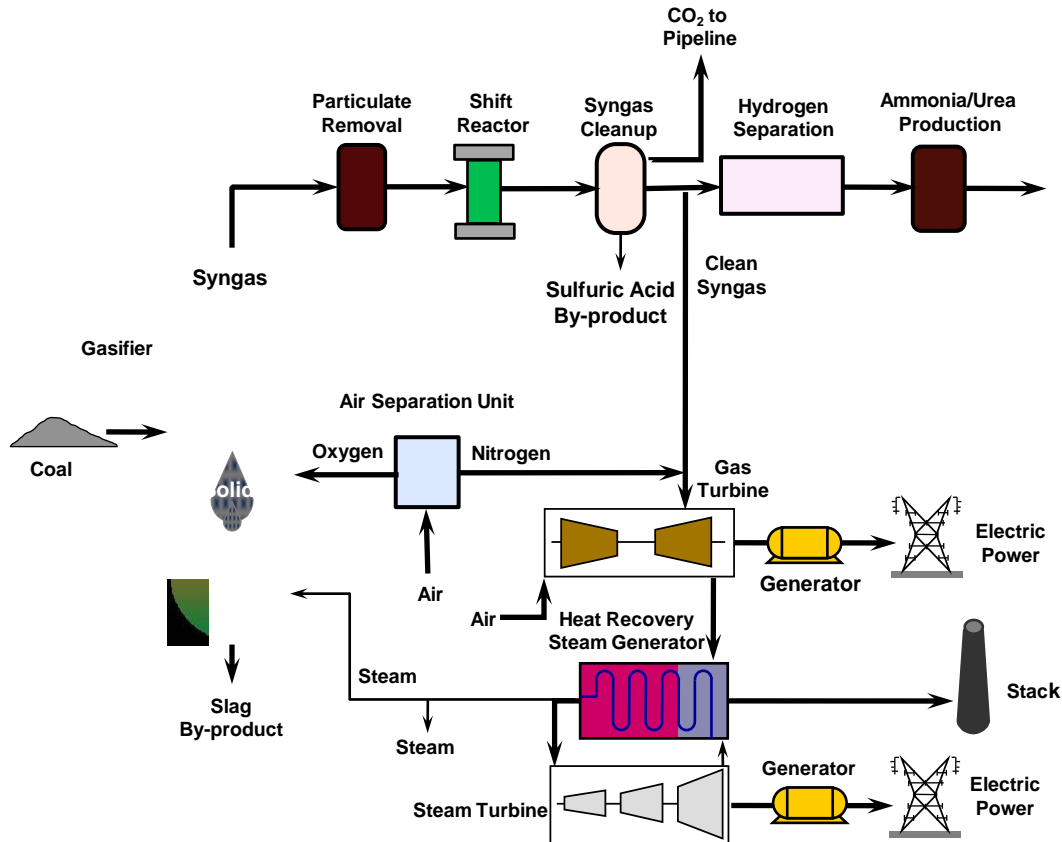 CO₂ to
Pipeline
Particulate
Removal
Shift
Reactor
Syngas
Cleanup
Hydrogen
Separation
Ammonia/Urea
Production
Syngas
Sulfuric Acid
By-product
Clean
Syngas
Gasifier
Coal
Air Separation Unit
Oxygen
Nitrogen
olid
Air
Gas
Turbine
Generator
Electric
Power
Air
Heat Recovery
Steam Generator
Steam
Steam
Slag
By-product
Stack
Steam Turbine
Generator
Electric
Power